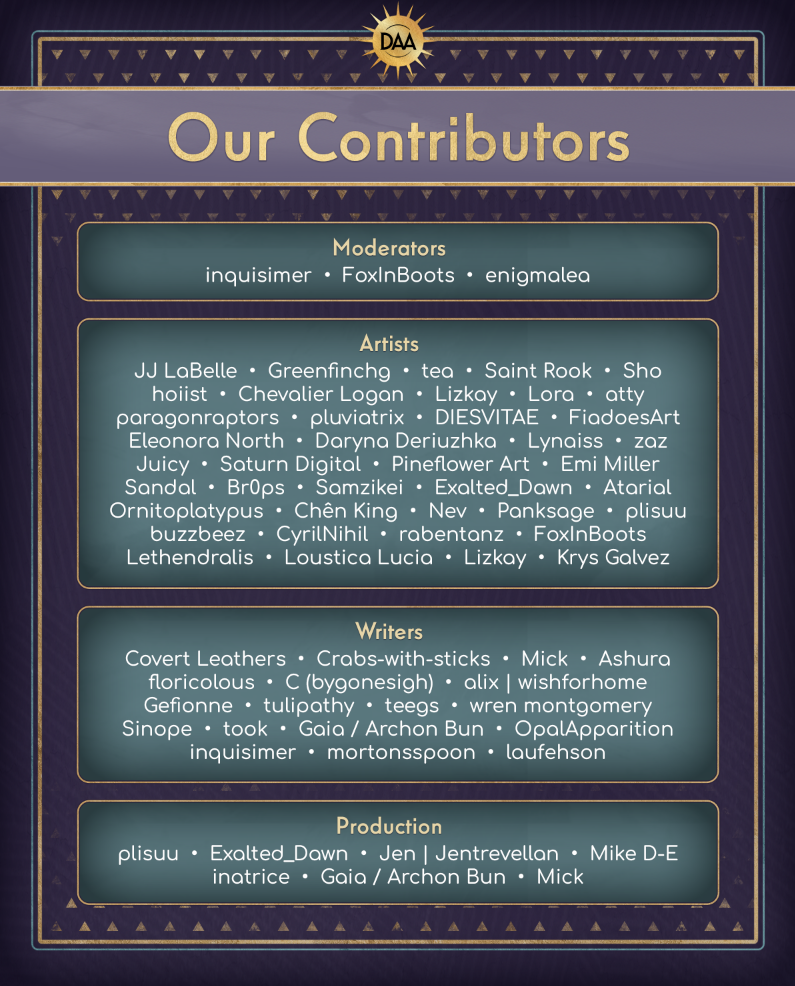 DAA
Our Contributors
Moderators
inquisimer • FoxInBoots • enigmalea
Artists
JJ LaBelle • Greenfinchg • tea • Saint Rook • Sho
hoiist • Chevalier Logan • Lizkay • Lora • atty
paragonraptors • pluviatrix • DIESVITAE • FiadoesArt
Eleonora North • Daryna Deriuzhka • Lynaiss • zaz
Juicy • Saturn Digital • Pineflower Art • Emi Miller
Sandal • Br0ps • Samzikei • Exalted_Dawn • Atarial
Ornitoplatypus • Chên King • Nev • Panksage • plisuu
buzzbeez • CyrilNihil • rabentanz • FoxInBoots
Lethendralis • Loustica Lucia • Lizkay • Krys Galvez
Writers
Covert Leathers • Crabs-with-sticks • Mick • Ashura
floricolous • C (bygonesigh) • alix | wishforhome
Gefionne • tulipathy • teegs • wren montgomery
Sinope • took • Gaia / Archon Bun • OpalApparition
inquisimer • mortonsspoon • laufehson
Production
plisuu • Exalted_Dawn • Jen | Jentrevellan • Mike D-E
inatrice • Gaia / Archon Bun • Mick